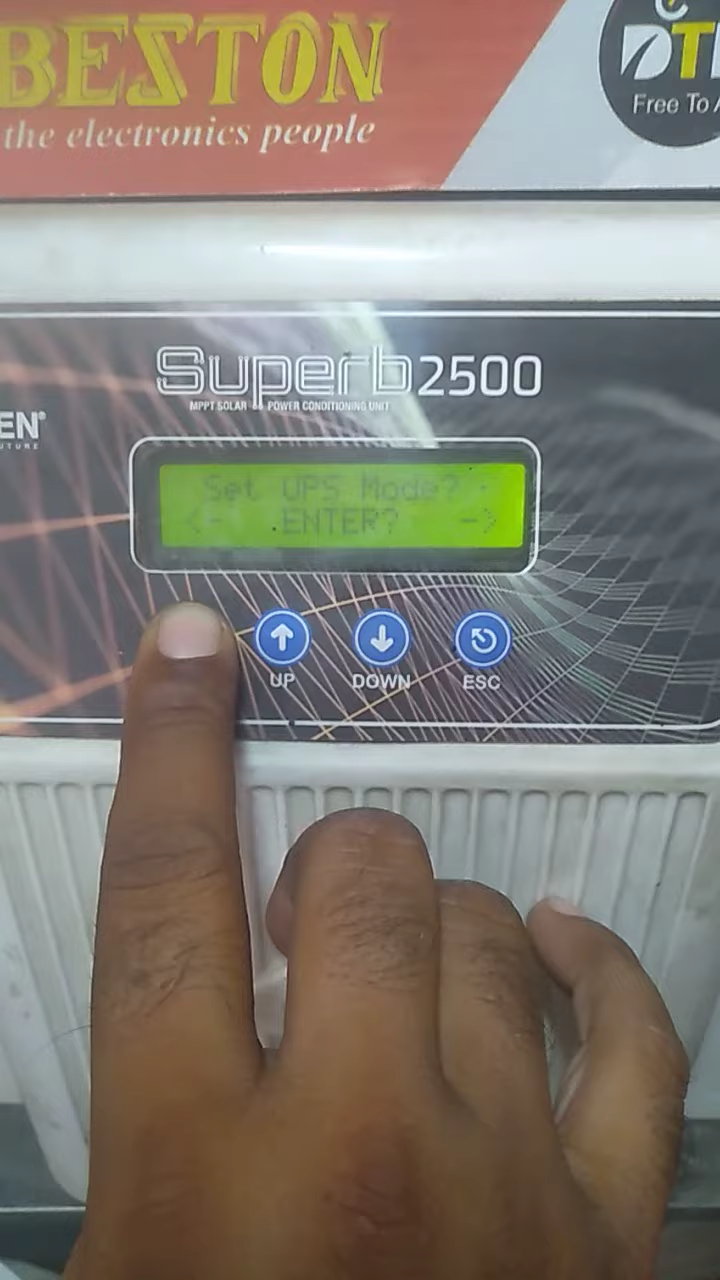 BESTON
the electronics people
Free To
Superb2500
MPPT SOLAR POWER CONDITIONING UNIT
EN®
Set UPS Mode?
<- ENTER? ->
UP DOWN ESC